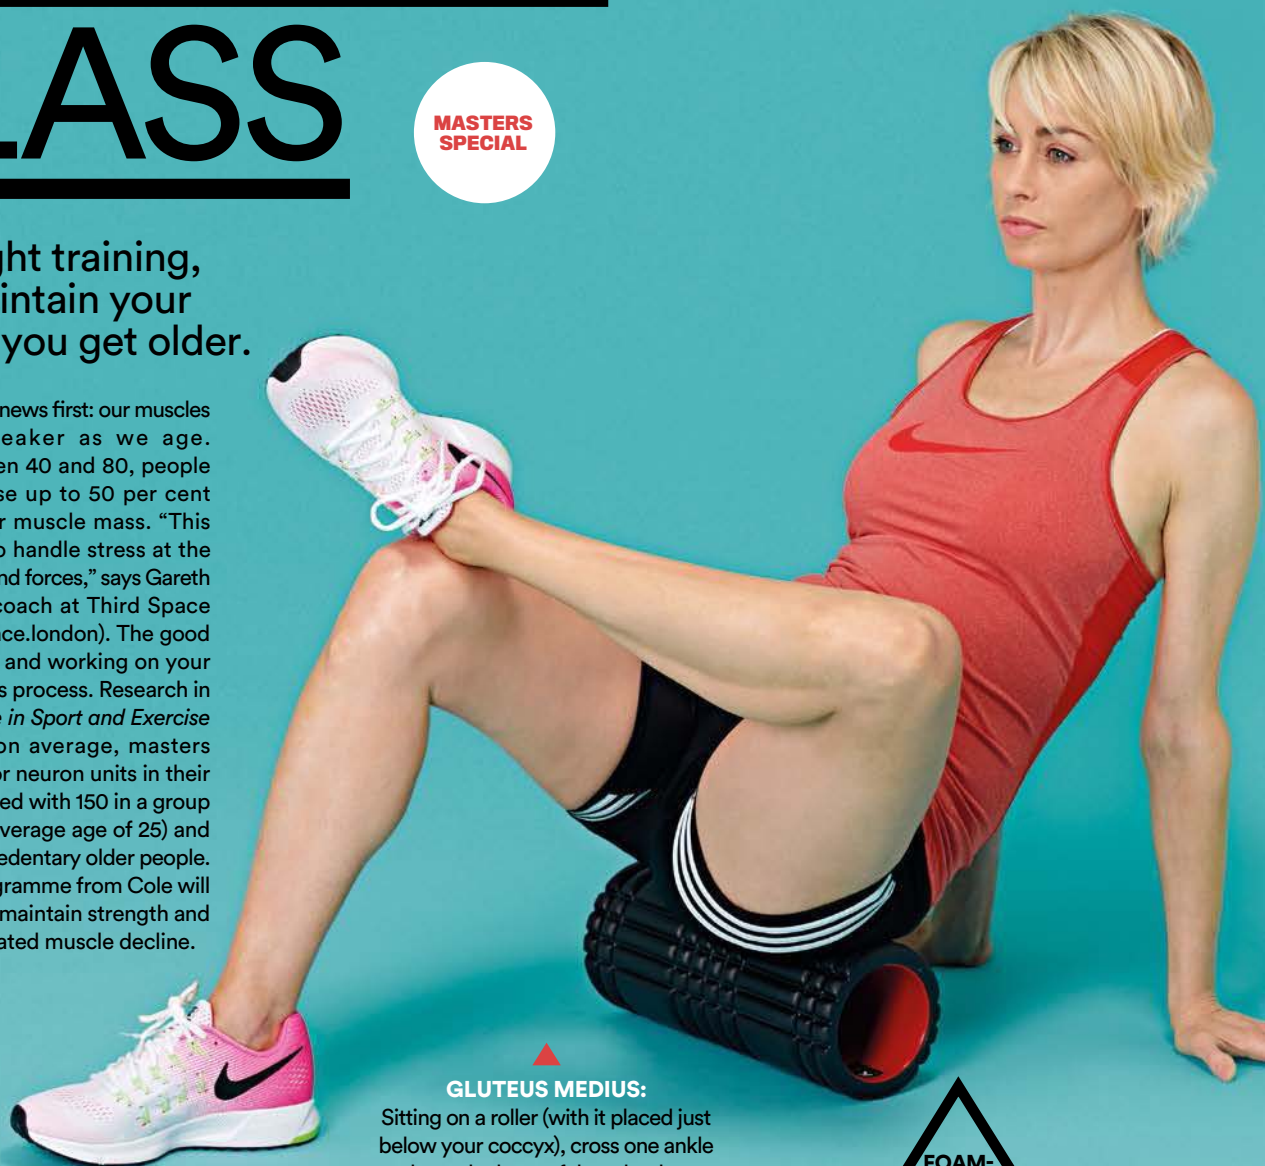 LASS
MASTERS
SPECIAL
ght training,
intain your
you get older.
news first: our muscles
eaker as we age.
en 40 and 80, people
se up to 50 per cent
r muscle mass. “This
o handle stress at the
nd forces,” says Gareth
coach at Third Space
ace.london). The good
and working on your
s process. Research in
e in Sport and Exercise
on average, masters
or neuron units in their
ed with 150 in a group
verage age of 25) and
edentary older people.
gramme from Cole will
maintain strength and
ated muscle decline.
GLUTEUS MEDIUS:
Sitting on a roller (with it placed just
below your coccyx), cross one ankle
FOAM-